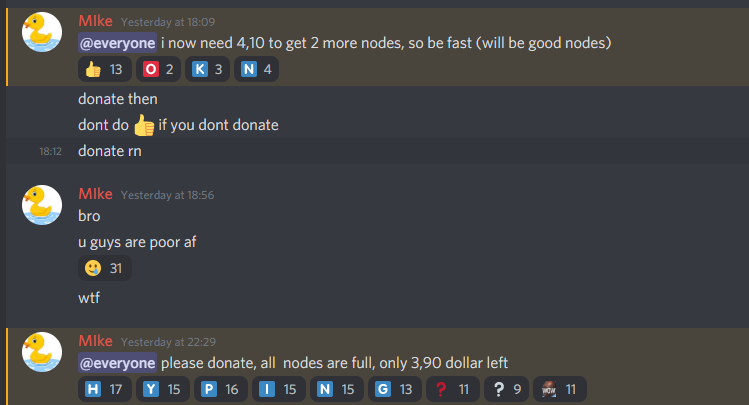 MIke Yesterday at 18:09
@everyone i now need 4,10 to get 2 more nodes, so be fast (will be good nodes)
👍 13 O 2 K 3 N 4
donate then
dont do 👍 if you dont donate
18:12 donate rn
MIke Yesterday at 18:56
bro
u guys are poor af
🥲 31
wtf
MIke Yesterday at 22:29
@everyone please donate, all nodes are full, only 3,90 dollar left
H 17 Y 15 P 16 I 15 N 15 G 13 ❓ 11 ❔ 9 WOW 11